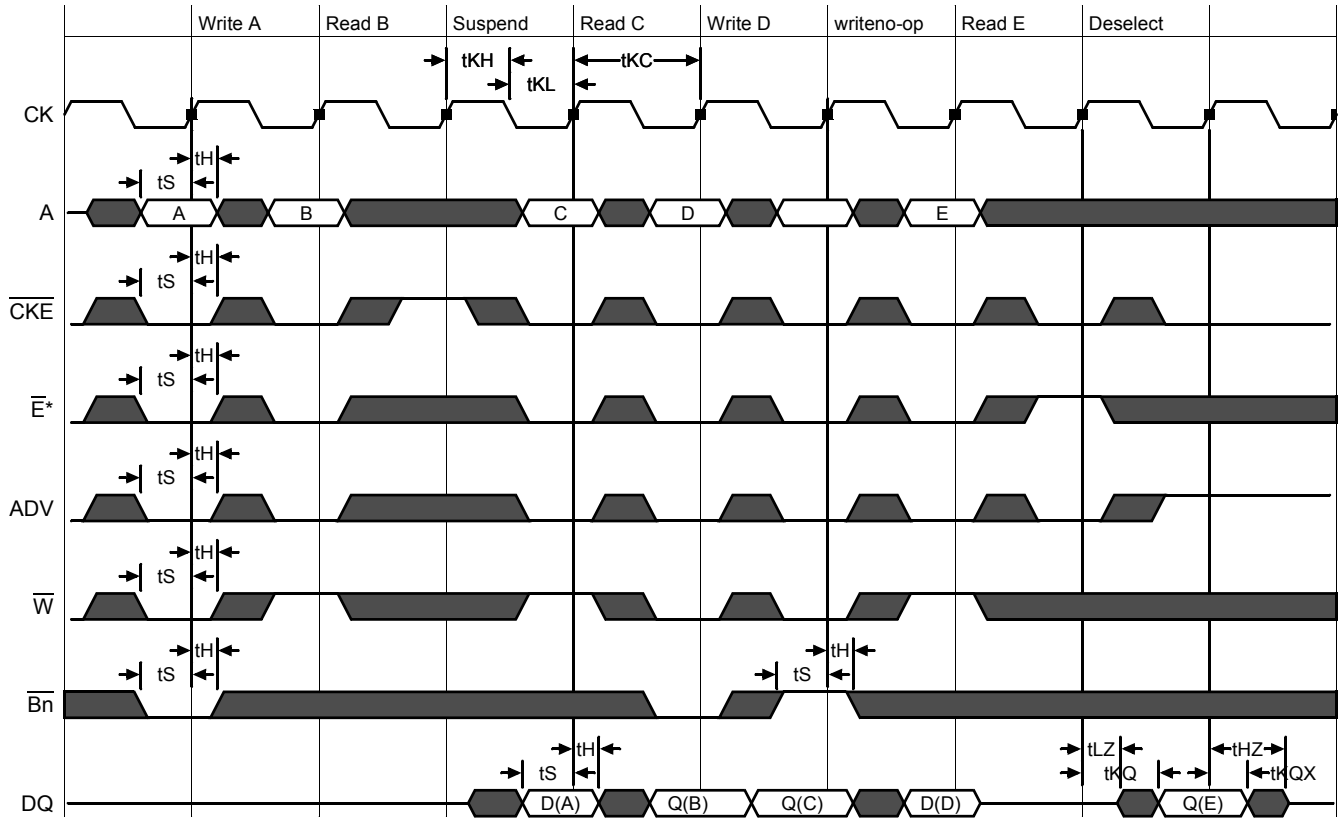 Write A Read B Suspend Read C Write D writeno-op Read E Deselect
tKH tKC
tKL
CK
tH
tS
A A B C D E
tH
tS
CKE
tH
tS
E*
tH
tS
ADV
tH
tS
W
tH tH
tS tS
Bn
tH tLZ tHZ
tS tKQ tKQX
DQ D(A) Q(B) Q(C) D(D) Q(E)